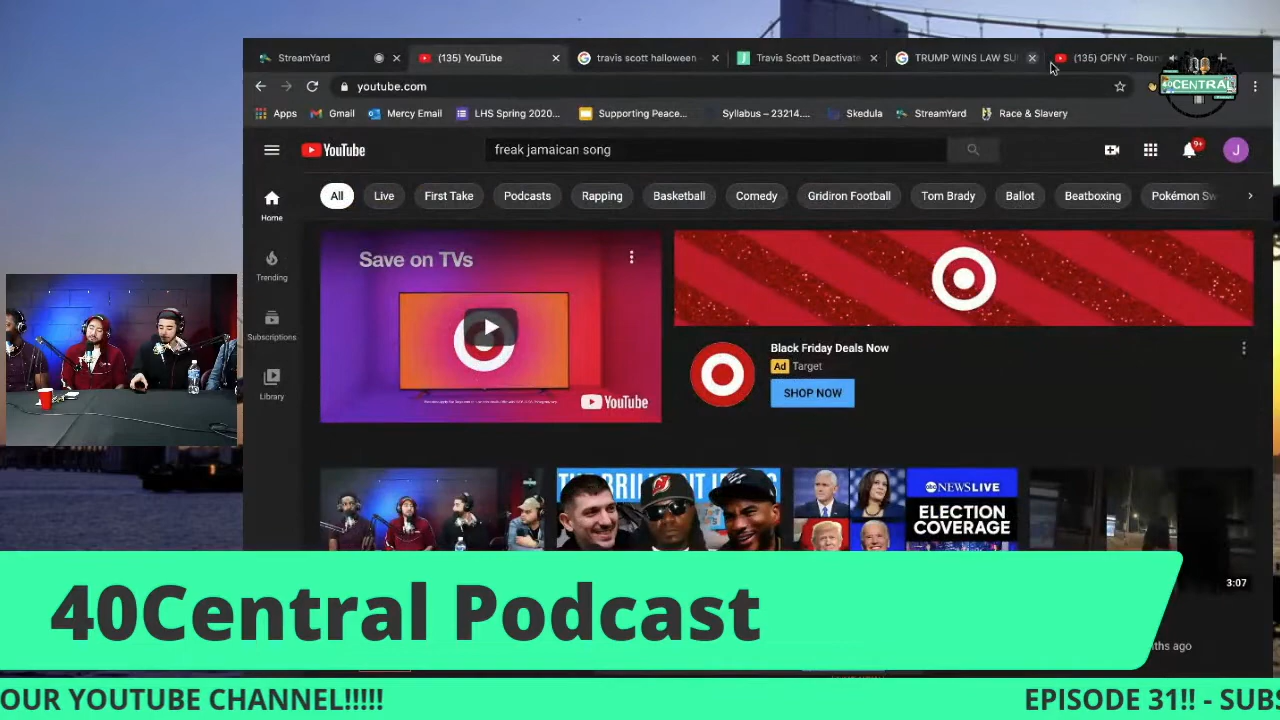 StreamYard
(135) YouTube
travis scott halloween
Travis Scott Deactivate
TRUMP WINS LAW SU
(135) OFNY - Roun
youtube.com
40CENTRAL
Apps
Gmail
Mercy Email
LHS Spring 2020...
Supporting Peace...
Syllabus – 23214....
Skedula
StreamYard
Race & Slavery
YouTube
freak jamaican song
9+
J
All
Live
First Take
Podcasts
Rapping
Basketball
Comedy
Gridiron Football
Tom Brady
Ballot
Beatboxing
Pokémon Sw
Home
Trending
Subscriptions
Library
Save on TVs
YouTube
Black Friday Deals Now
Ad Target
SHOP NOW
abc NEWS LIVE
ELECTION
COVERAGE
3:07
ths ago
40Central Podcast
OUR YOUTUBE CHANNEL!!!!!
EPISODE 31!! - SUBS